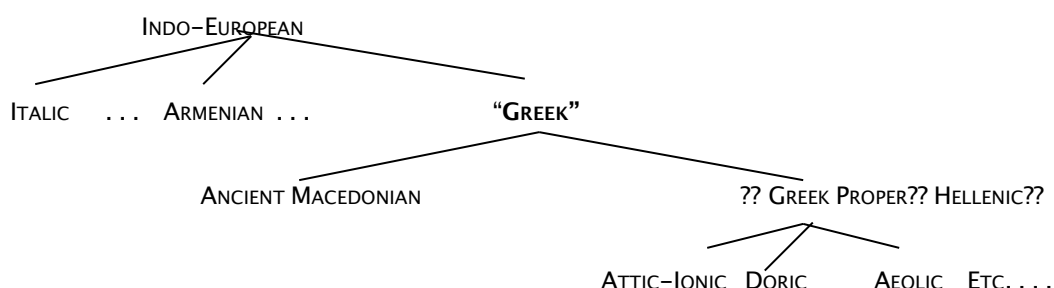 Indo-European
Italic ... Armenian ... “Greek”
Ancient Macedonian ?? Greek Proper?? Hellenic??
Attic-Ionic Doric Aeolic Etc. ...